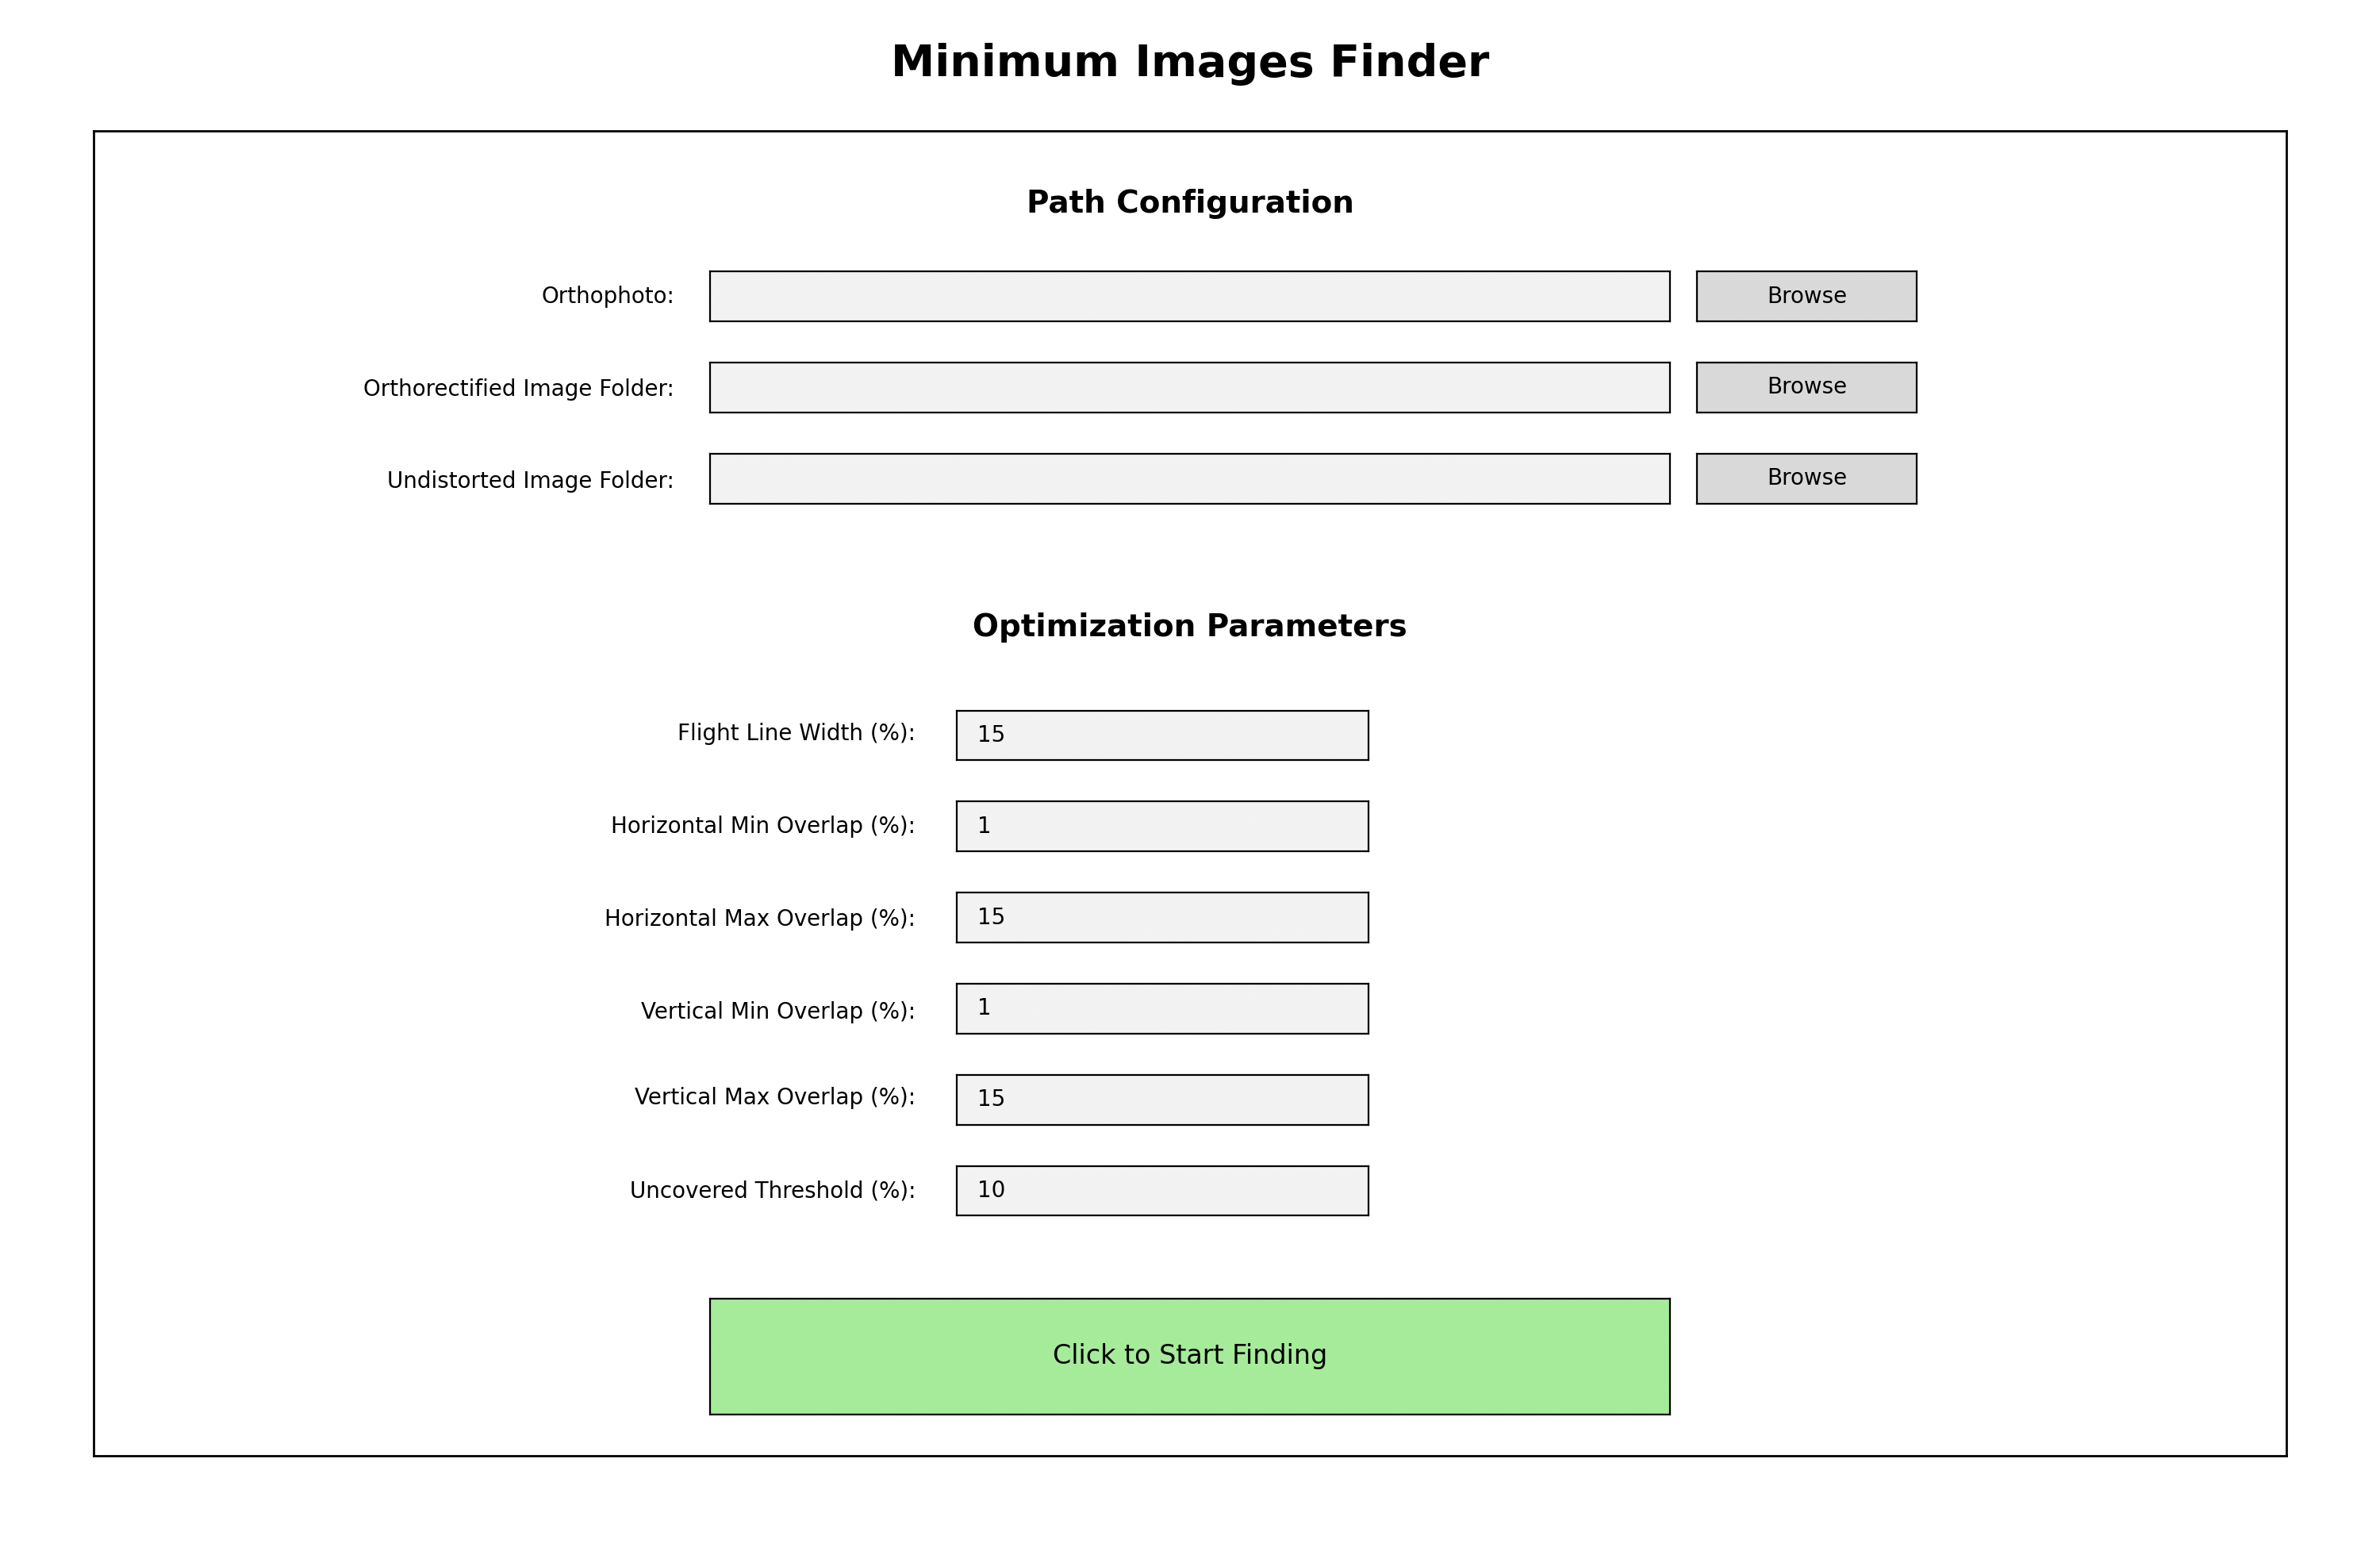 Minimum Images Finder
Path Configuration
Orthophoto: Browse
Orthorectified Image Folder: Browse
Undistorted Image Folder: Browse
Optimization Parameters
Flight Line Width (%): 15
Horizontal Min Overlap (%): 1
Horizontal Max Overlap (%): 15
Vertical Min Overlap (%): 1
Vertical Max Overlap (%): 15
Uncovered Threshold (%): 10
Click to Start Finding